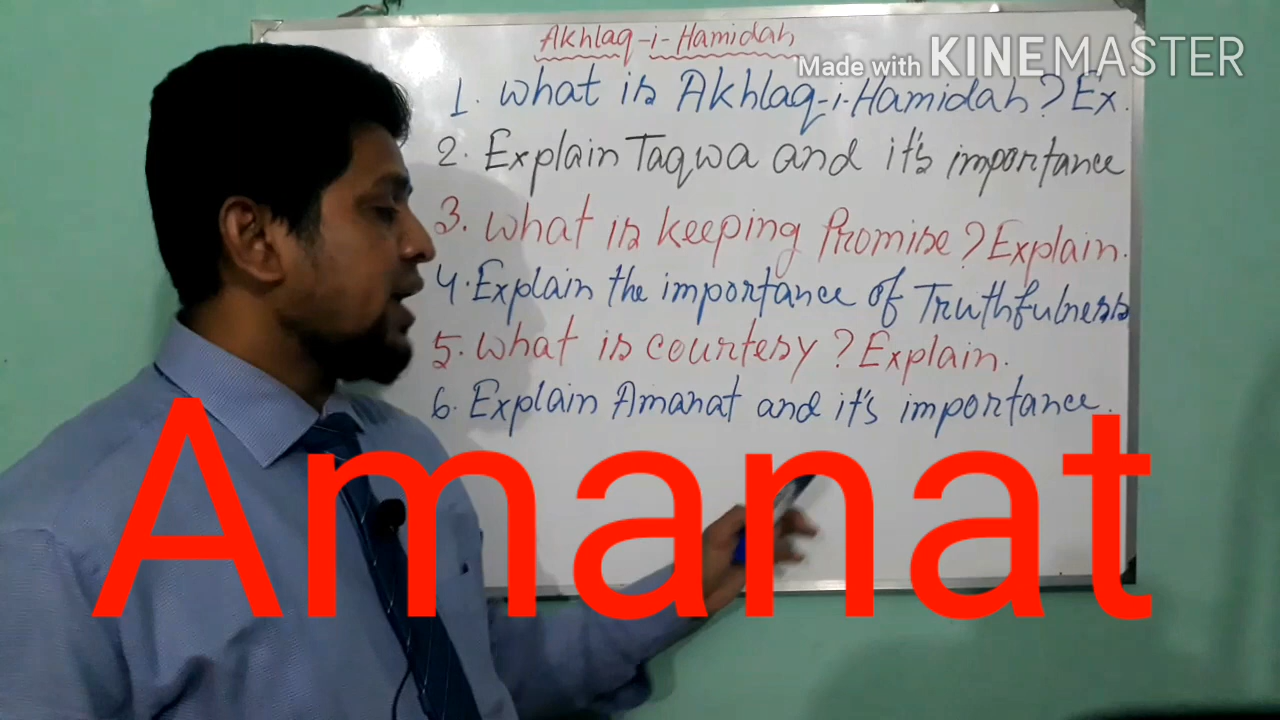 Akhlaq-i-Hamidah
Made with KINEMASTER
1. What is Akhlaq-i-Hamidah? Ex.
2. Explain Taqwa and it's importance
3. What is keeping Promise? Explain.
4. Explain the importance of Truthfulness
5. What is courtesy? Explain.
6. Explain Amanat and it's importance.
Amanat